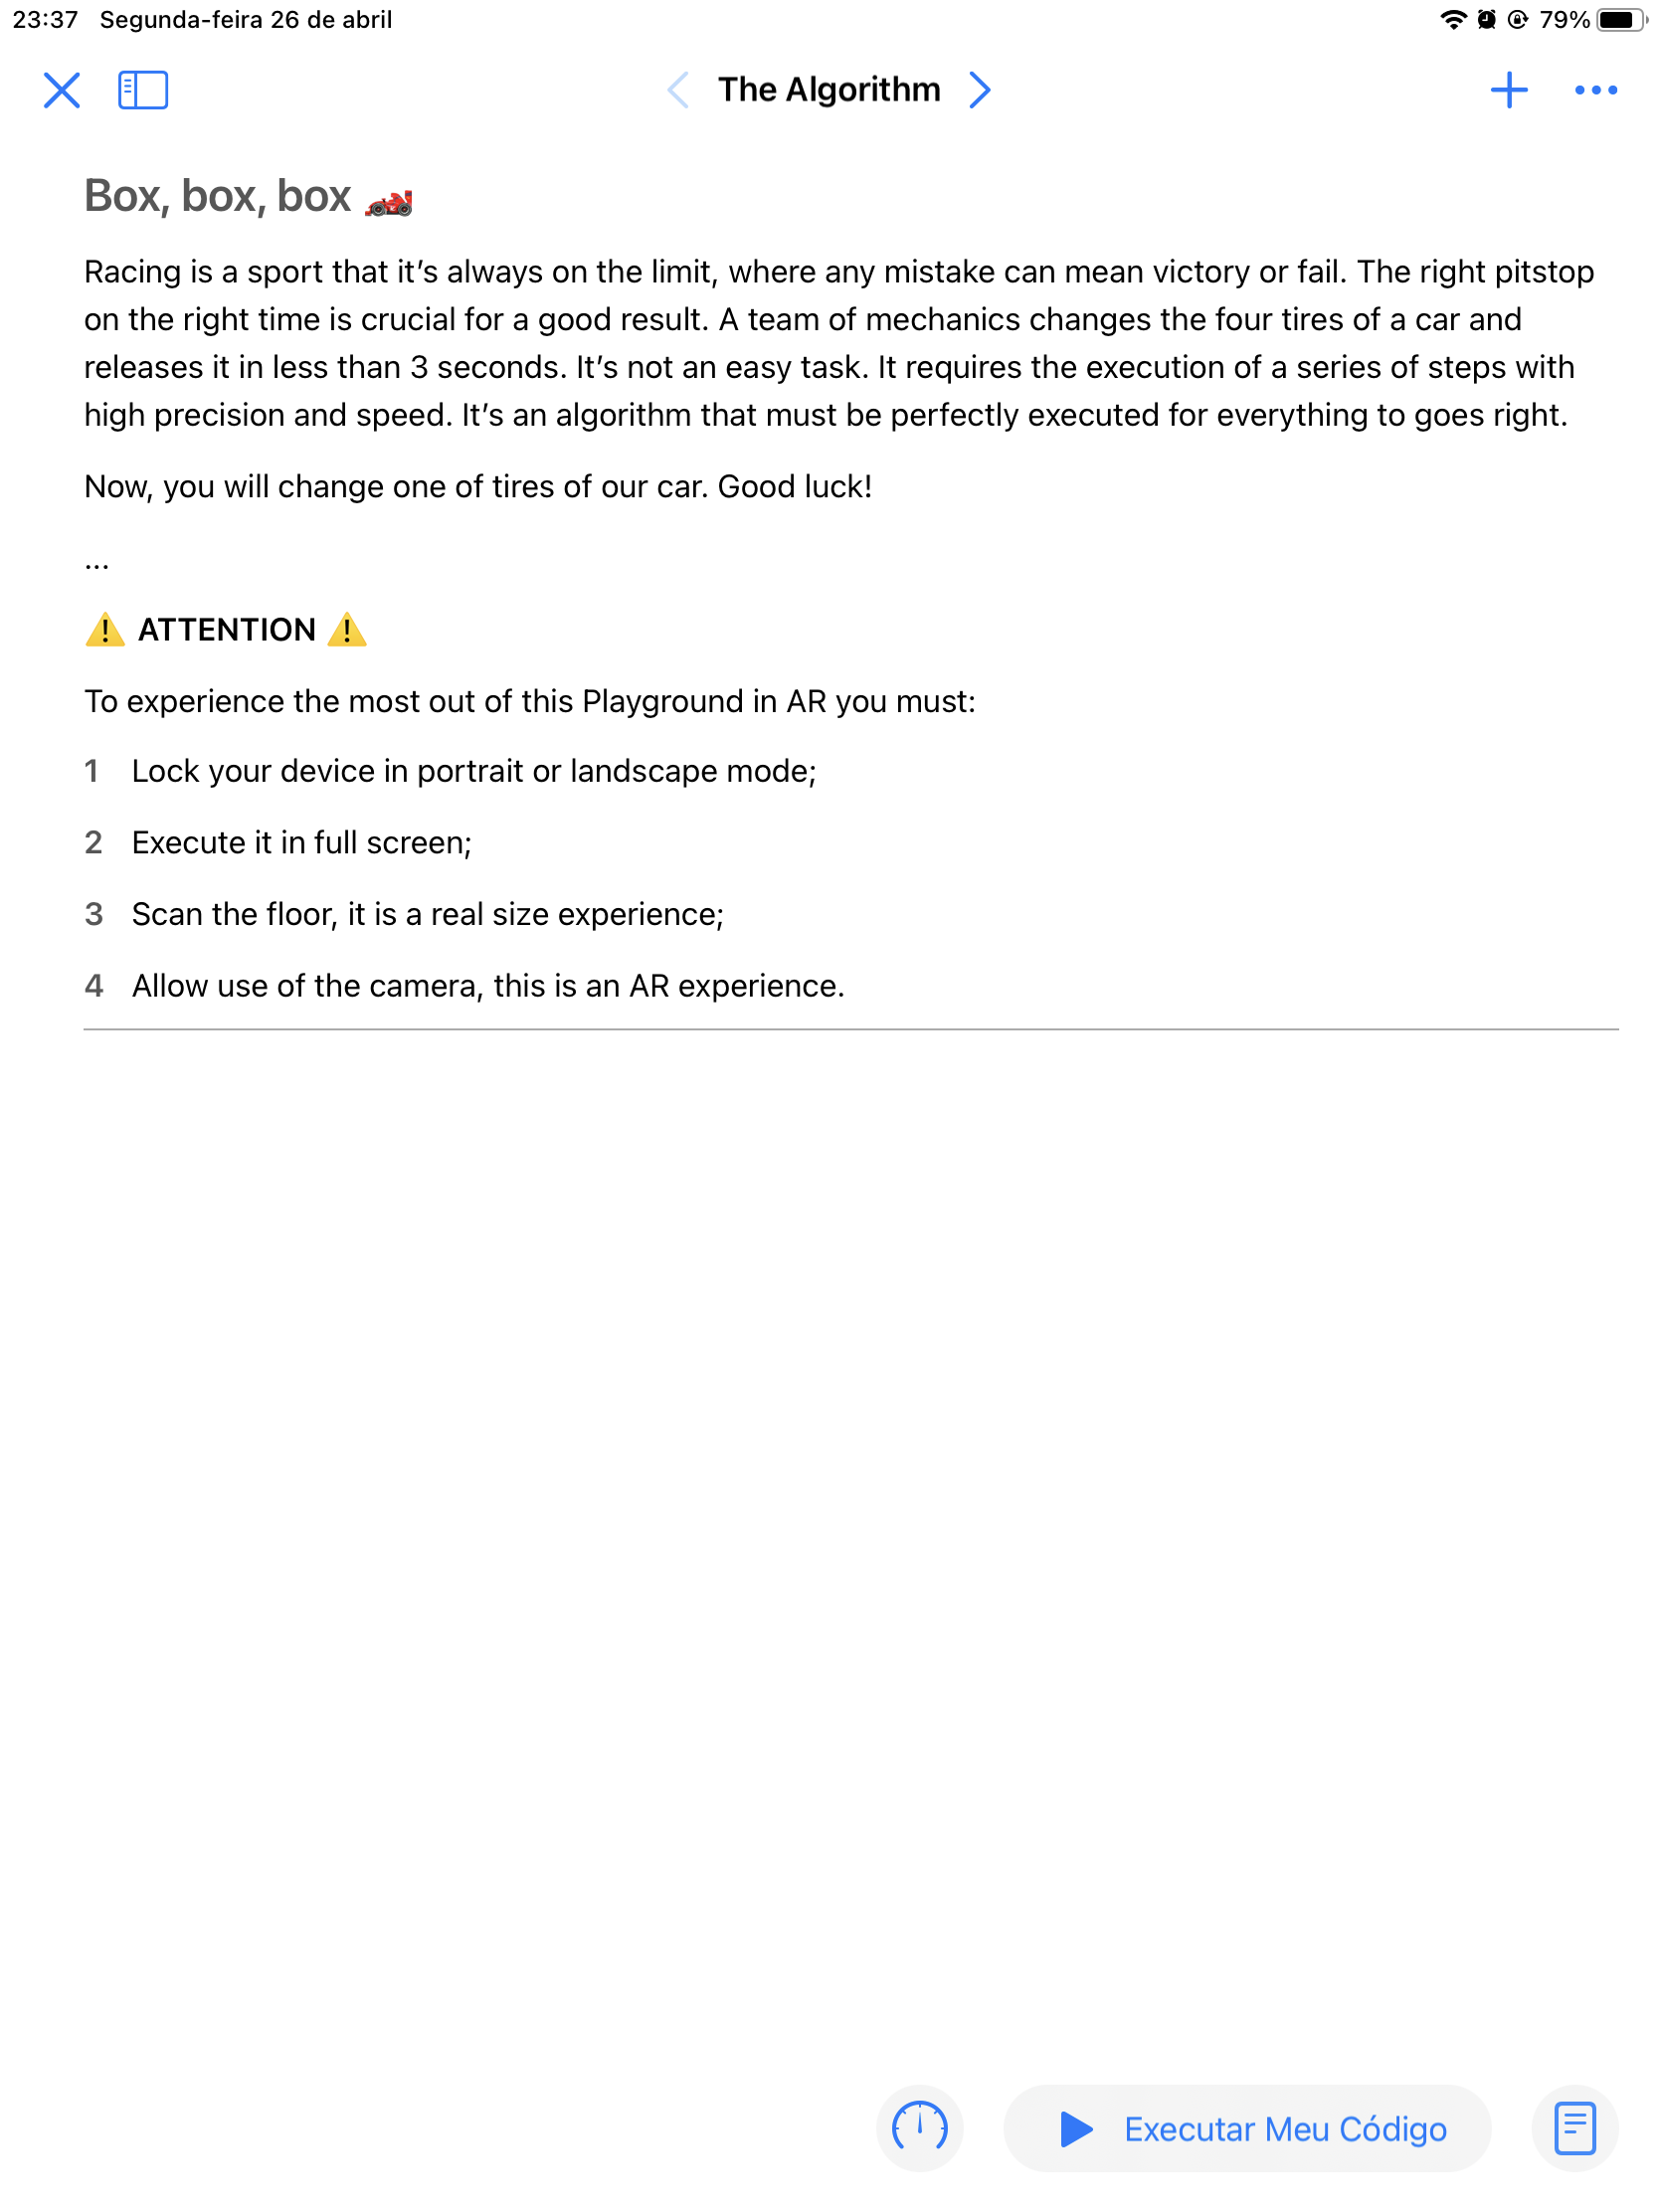 23:37 Segunda-feira 26 de abril 79%
The Algorithm
Box, box, box 🏎️
Racing is a sport that it’s always on the limit, where any mistake can mean victory or fail. The right pitstop
on the right time is crucial for a good result. A team of mechanics changes the four tires of a car and
releases it in less than 3 seconds. It’s not an easy task. It requires the execution of a series of steps with
high precision and speed. It’s an algorithm that must be perfectly executed for everything to goes right.
Now, you will change one of tires of our car. Good luck!
...
⚠️ ATTENTION ⚠️
To experience the most out of this Playground in AR you must:
1 Lock your device in portrait or landscape mode;
2 Execute it in full screen;
3 Scan the floor, it is a real size experience;
4 Allow use of the camera, this is an AR experience.
Executar Meu Código